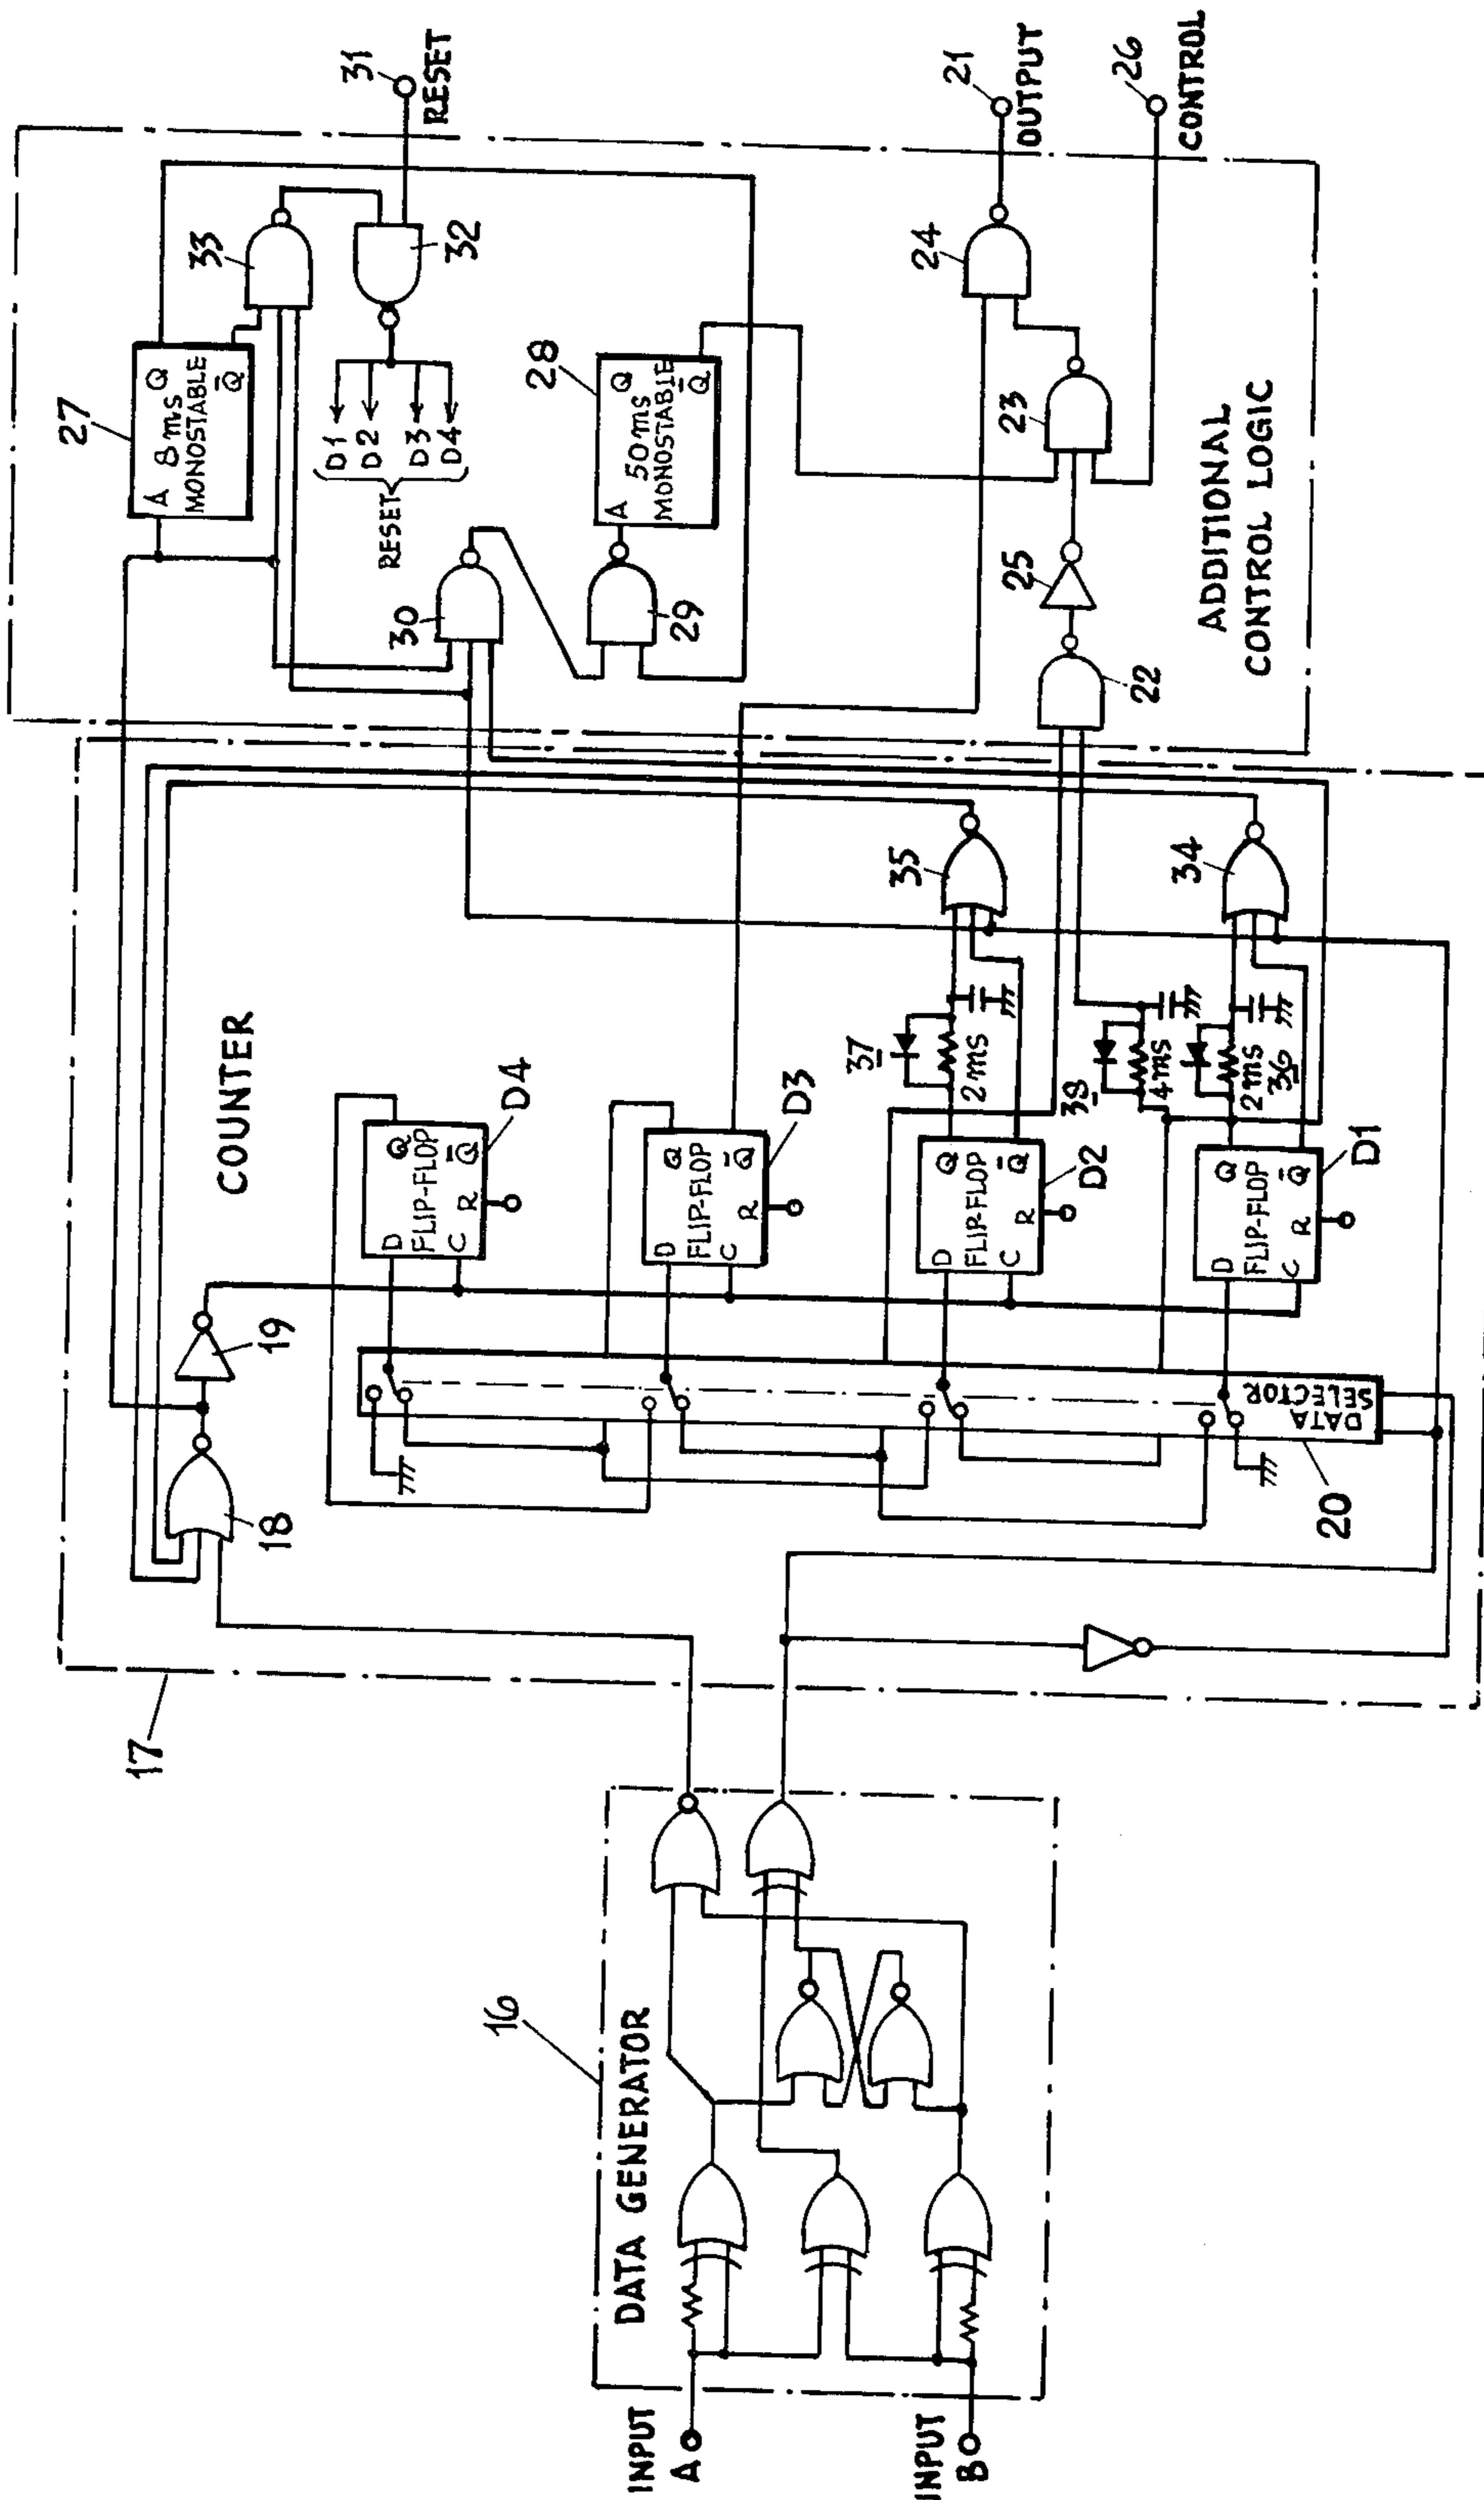 INPUT
A
INPUT
B
16
DATA GENERATOR
17
COUNTER
18
19
20
DATA
SELECTOR
D
FLIP-FLOP
C
R
Q
Q̅
D4
D
FLIP-FLOP
C
R
Q
Q̅
D3
D
FLIP-FLOP
C
R
Q
Q̅
D2
D
FLIP-FLOP
C
R
Q
Q̅
D1
37
2ms
38
4ms
2ms
36
35
34
27
A
8ms
MONOSTABLE
Q
Q̅
33
32
31
RESET
RESET
D1
D2
D3
D4
30
29
28
A
50ms
MONOSTABLE
Q
Q̅
22
25
23
24
21
OUTPUT
26
CONTROL
ADDITIONAL
CONTROL LOGIC